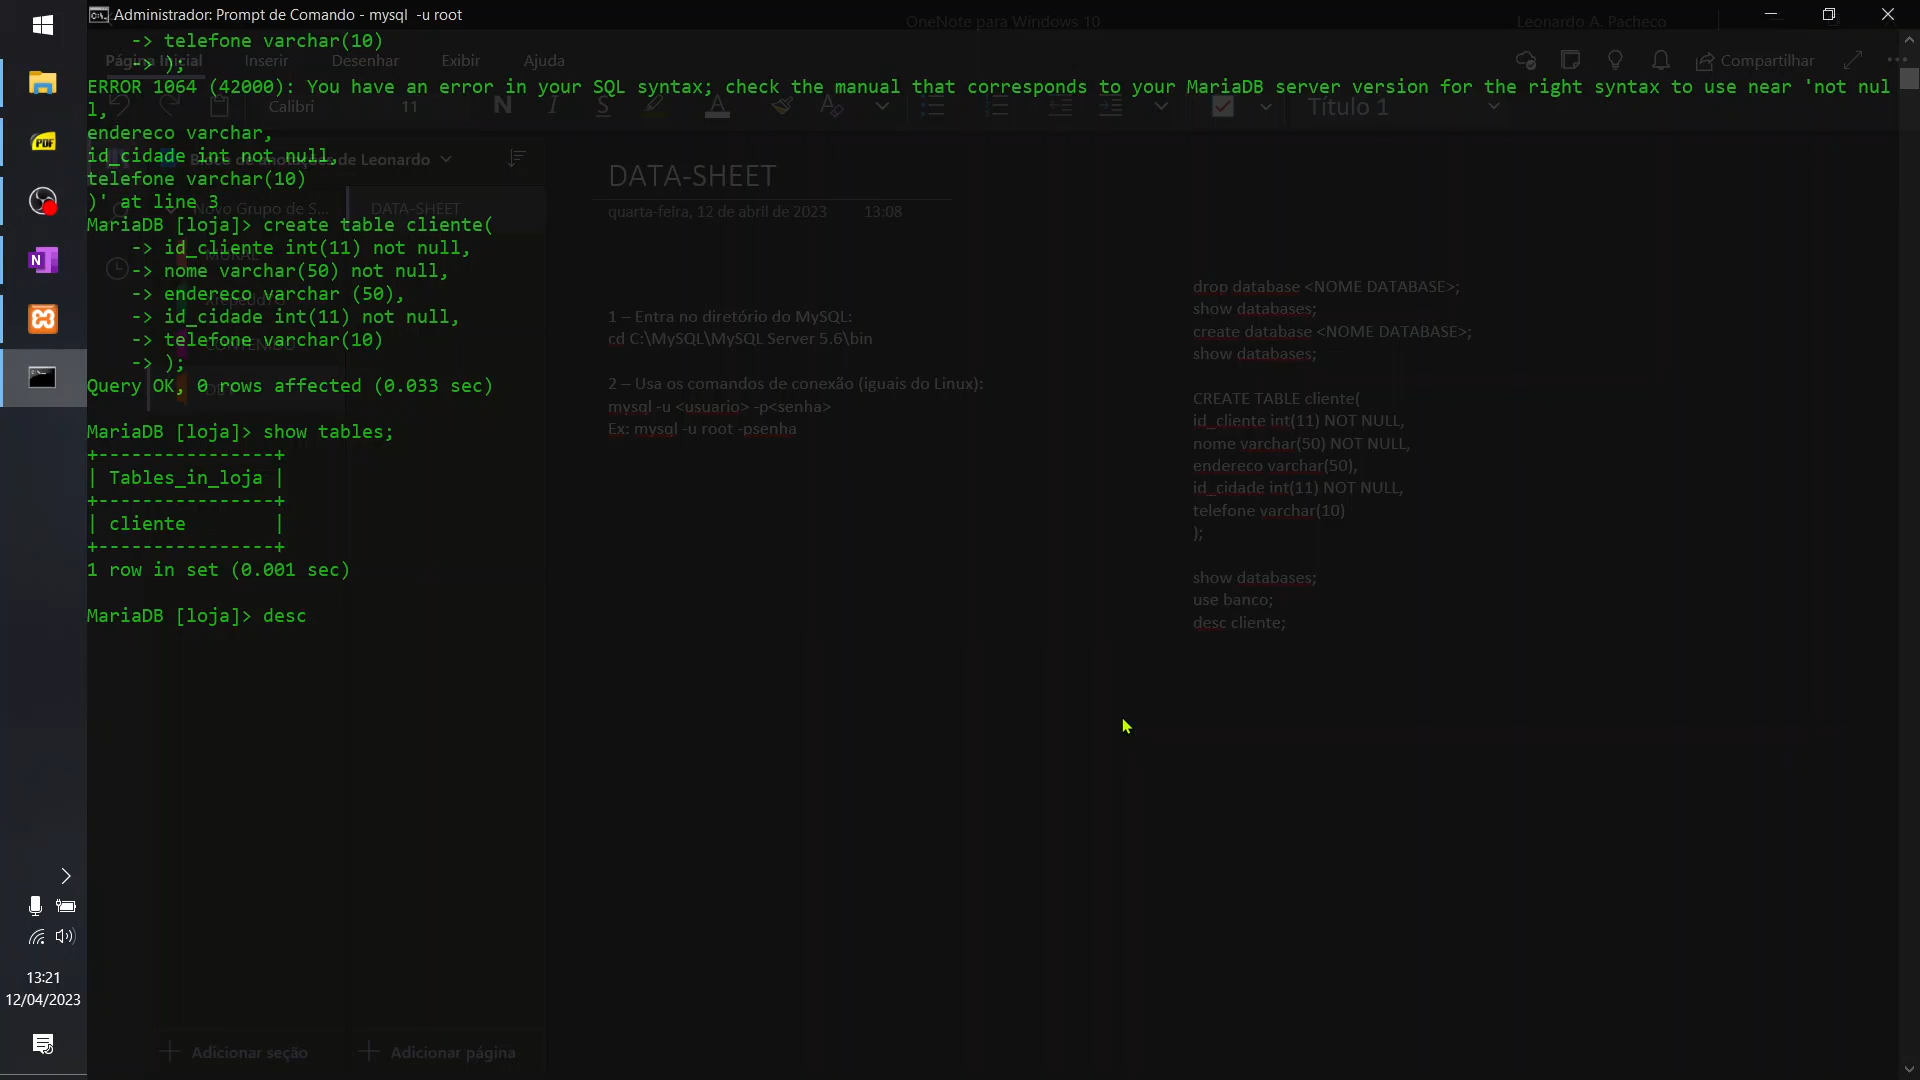 Administrador: Prompt de Comando - mysql -u root
OneNote para Windows 10
Leonardo A. Pacheco
-> telefone varchar(10)
-> );
Página Inicial
Inserir
Desenhar
Exibir
Ajuda
Compartilhar
ERROR 1064 (42000): You have an error in your SQL syntax; check the manual that corresponds to your MariaDB server version for the right syntax to use near 'not nul
l,
Calibri
11
N
I
S
A
Título 1
endereco varchar,
id_cidade int not null,
telefone varchar(10)
)' at line 3
MariaDB [loja]> create table cliente(
-> id_cliente int(11) not null,
-> nome varchar(50) not null,
-> endereco varchar (50),
-> id_cidade int(11) not null,
-> telefone varchar(10)
-> );
Query OK, 0 rows affected (0.033 sec)
MariaDB [loja]> show tables;
+----------------+
| Tables_in_loja |
+----------------+
| cliente        |
+----------------+
1 row in set (0.001 sec)
MariaDB [loja]> desc
de Leonardo
Novo Grupo de S...
DATA-SHEET
DATA-SHEET
quarta-feira, 12 de abril de 2023
13:08
1 – Entra no diretório do MySQL:
cd C:\MySQL\MySQL Server 5.6\bin
2 – Usa os comandos de conexão (iguais do Linux):
mysql -u <usuario> -p<senha>
Ex: mysql -u root -psenha
drop database <NOME DATABASE>;
show databases;
create database <NOME DATABASE>;
show databases;
CREATE TABLE cliente(
id_cliente int(11) NOT NULL,
nome varchar(50) NOT NULL,
endereco varchar(50),
id_cidade int(11) NOT NULL,
telefone varchar(10)
);
show databases;
use banco;
desc cliente;
Adicionar seção
Adicionar página
PDF
N
13:21
12/04/2023